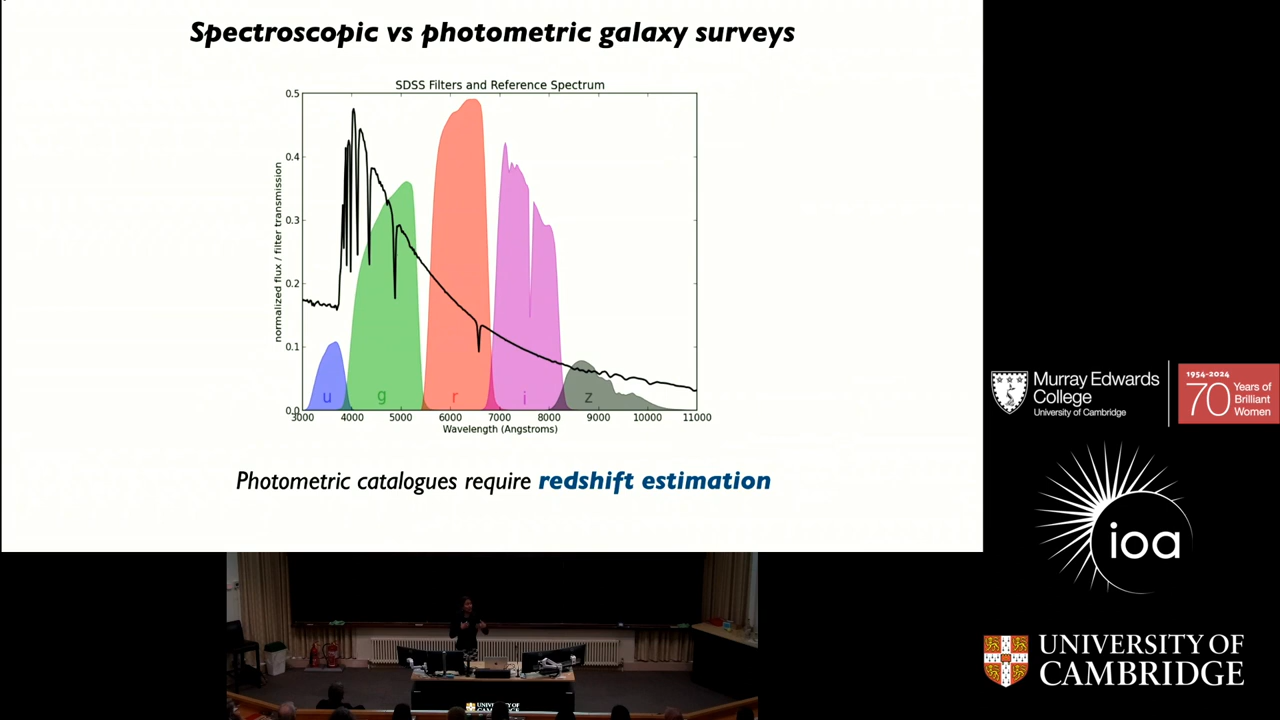 Spectroscopic vs photometric galaxy surveys
SDSS Filters and Reference Spectrum
normalized flux / filter transmission
0.5
0.4
0.3
0.2
0.1
0.0
u
g
r
i
z
3000 4000 5000 6000 7000 8000 9000 10000 11000
Wavelength (Angstroms)
Photometric catalogues require redshift estimation
Murray Edwards
College
University of Cambridge
1954-2024
70 Years of
Brilliant
Women
ioa
UNIVERSITY OF
CAMBRIDGE
UNIVERSITY OF
CAMBRIDGE